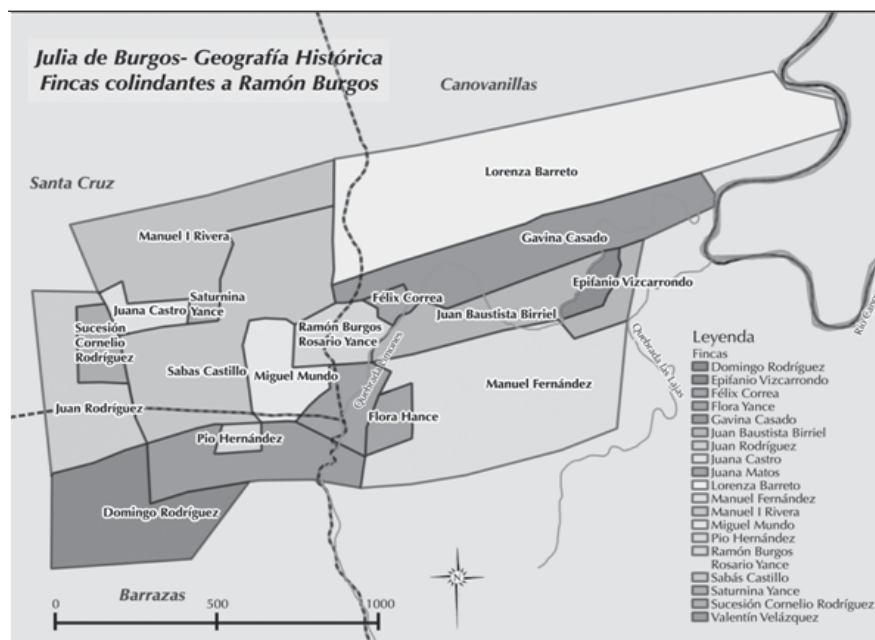 Julia de Burgos- Geografía Histórica
Fincas colindantes a Ramón Burgos
Canovanillas
Santa Cruz
Lorenza Barreto
Manuel I Rivera
Gavina Casado
Epifanio Vizcarrondo
Félix Correa
Saturnina
Yance
Juana Castro
Juan Baustista Birriel
Sucesión
Cornelio
Rodríguez
Ramón Burgos
Rosario Yance
Sabas Castillo
Miguel Mundo
Quebrada Limones
Manuel Fernández
Quebrada las Lajas
Juan Rodríguez
Flora Hance
Pio Hernández
Domingo Rodríguez
Barrazas
0 500 1000
N
Leyenda
Fincas
Domingo Rodríguez
Epifanio Vizcarrondo
Félix Correa
Flora Yance
Gavina Casado
Juan Baustista Birriel
Juan Rodríguez
Juana Castro
Juana Matos
Lorenza Barreto
Manuel Fernández
Manuel I Rivera
Miguel Mundo
Pio Hernández
Ramón Burgos
Rosario Yance
Sabás Castillo
Saturnina Yance
Sucesión Cornelio Rodríguez
Valentín Velázquez